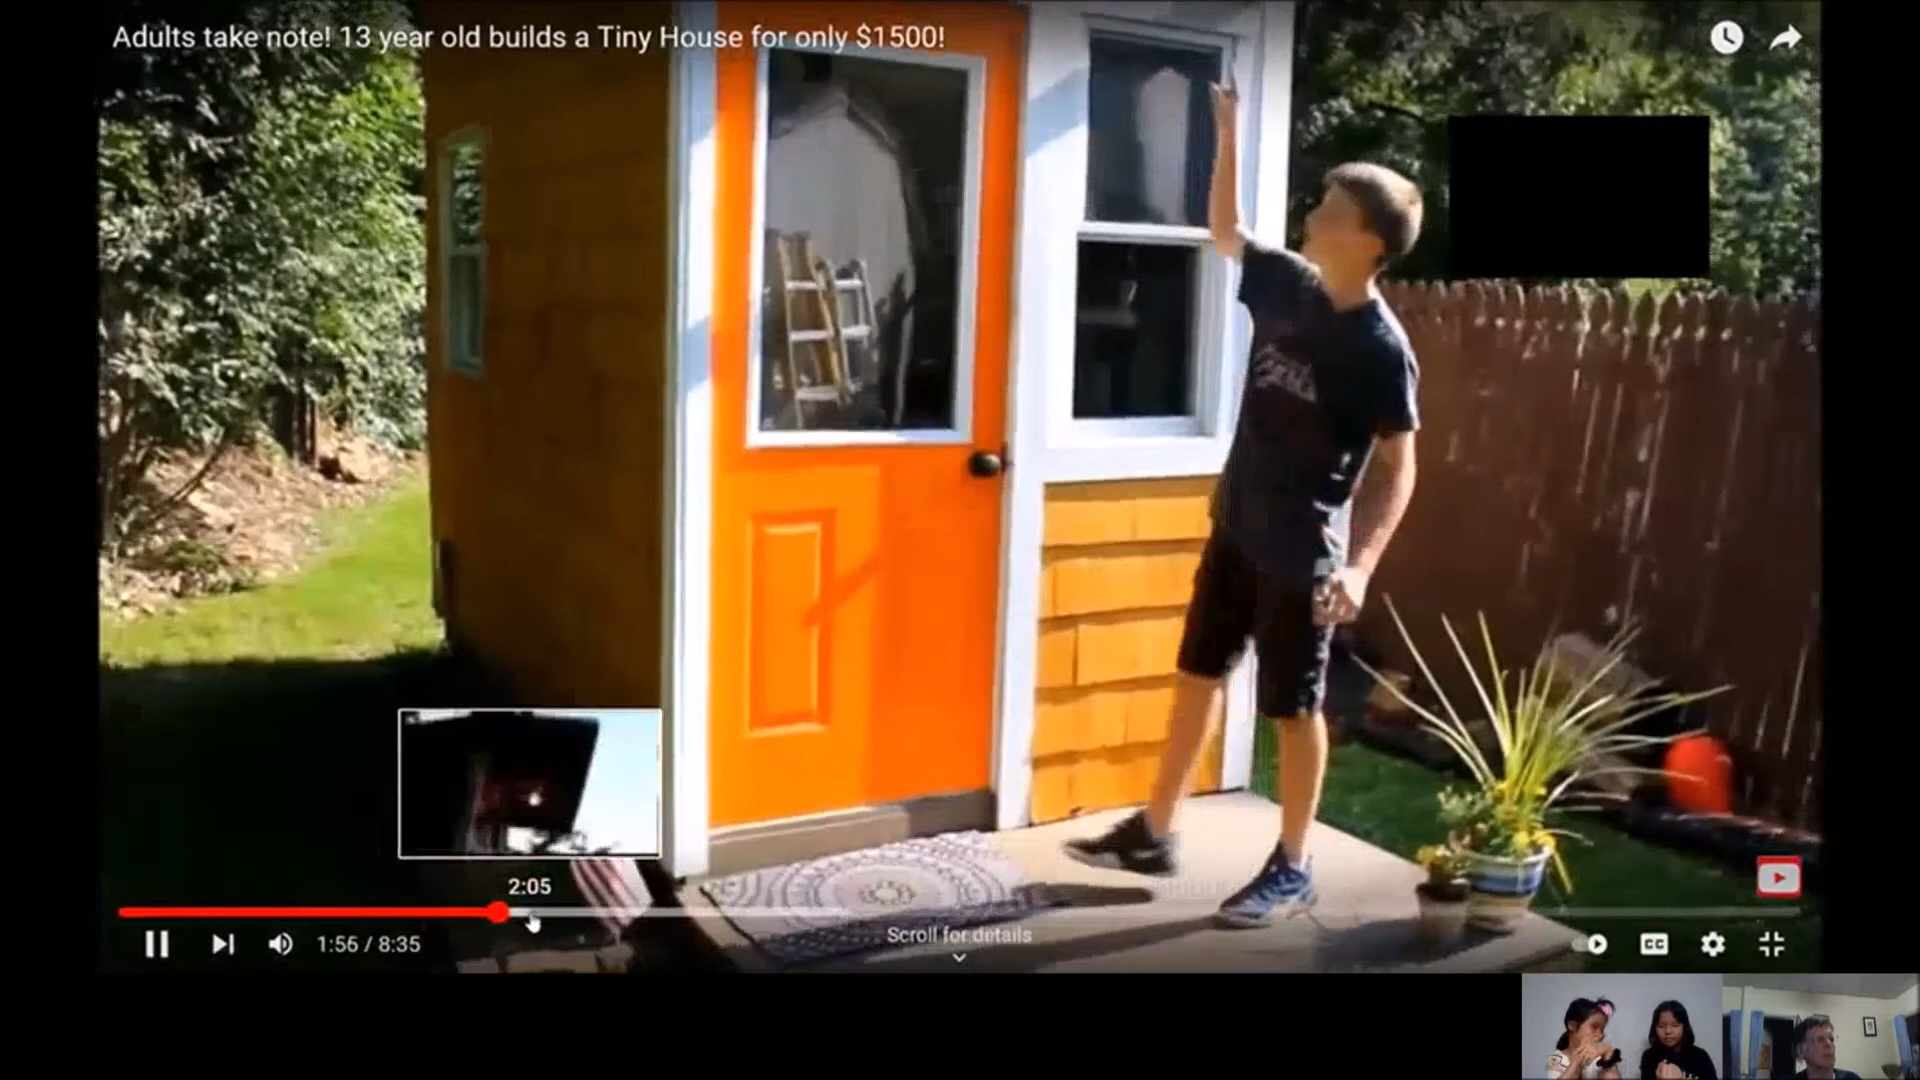 Adults take note! 13 year old builds a Tiny House for only $1500!
2:05
1:56 / 8:35
Scroll for details
CC